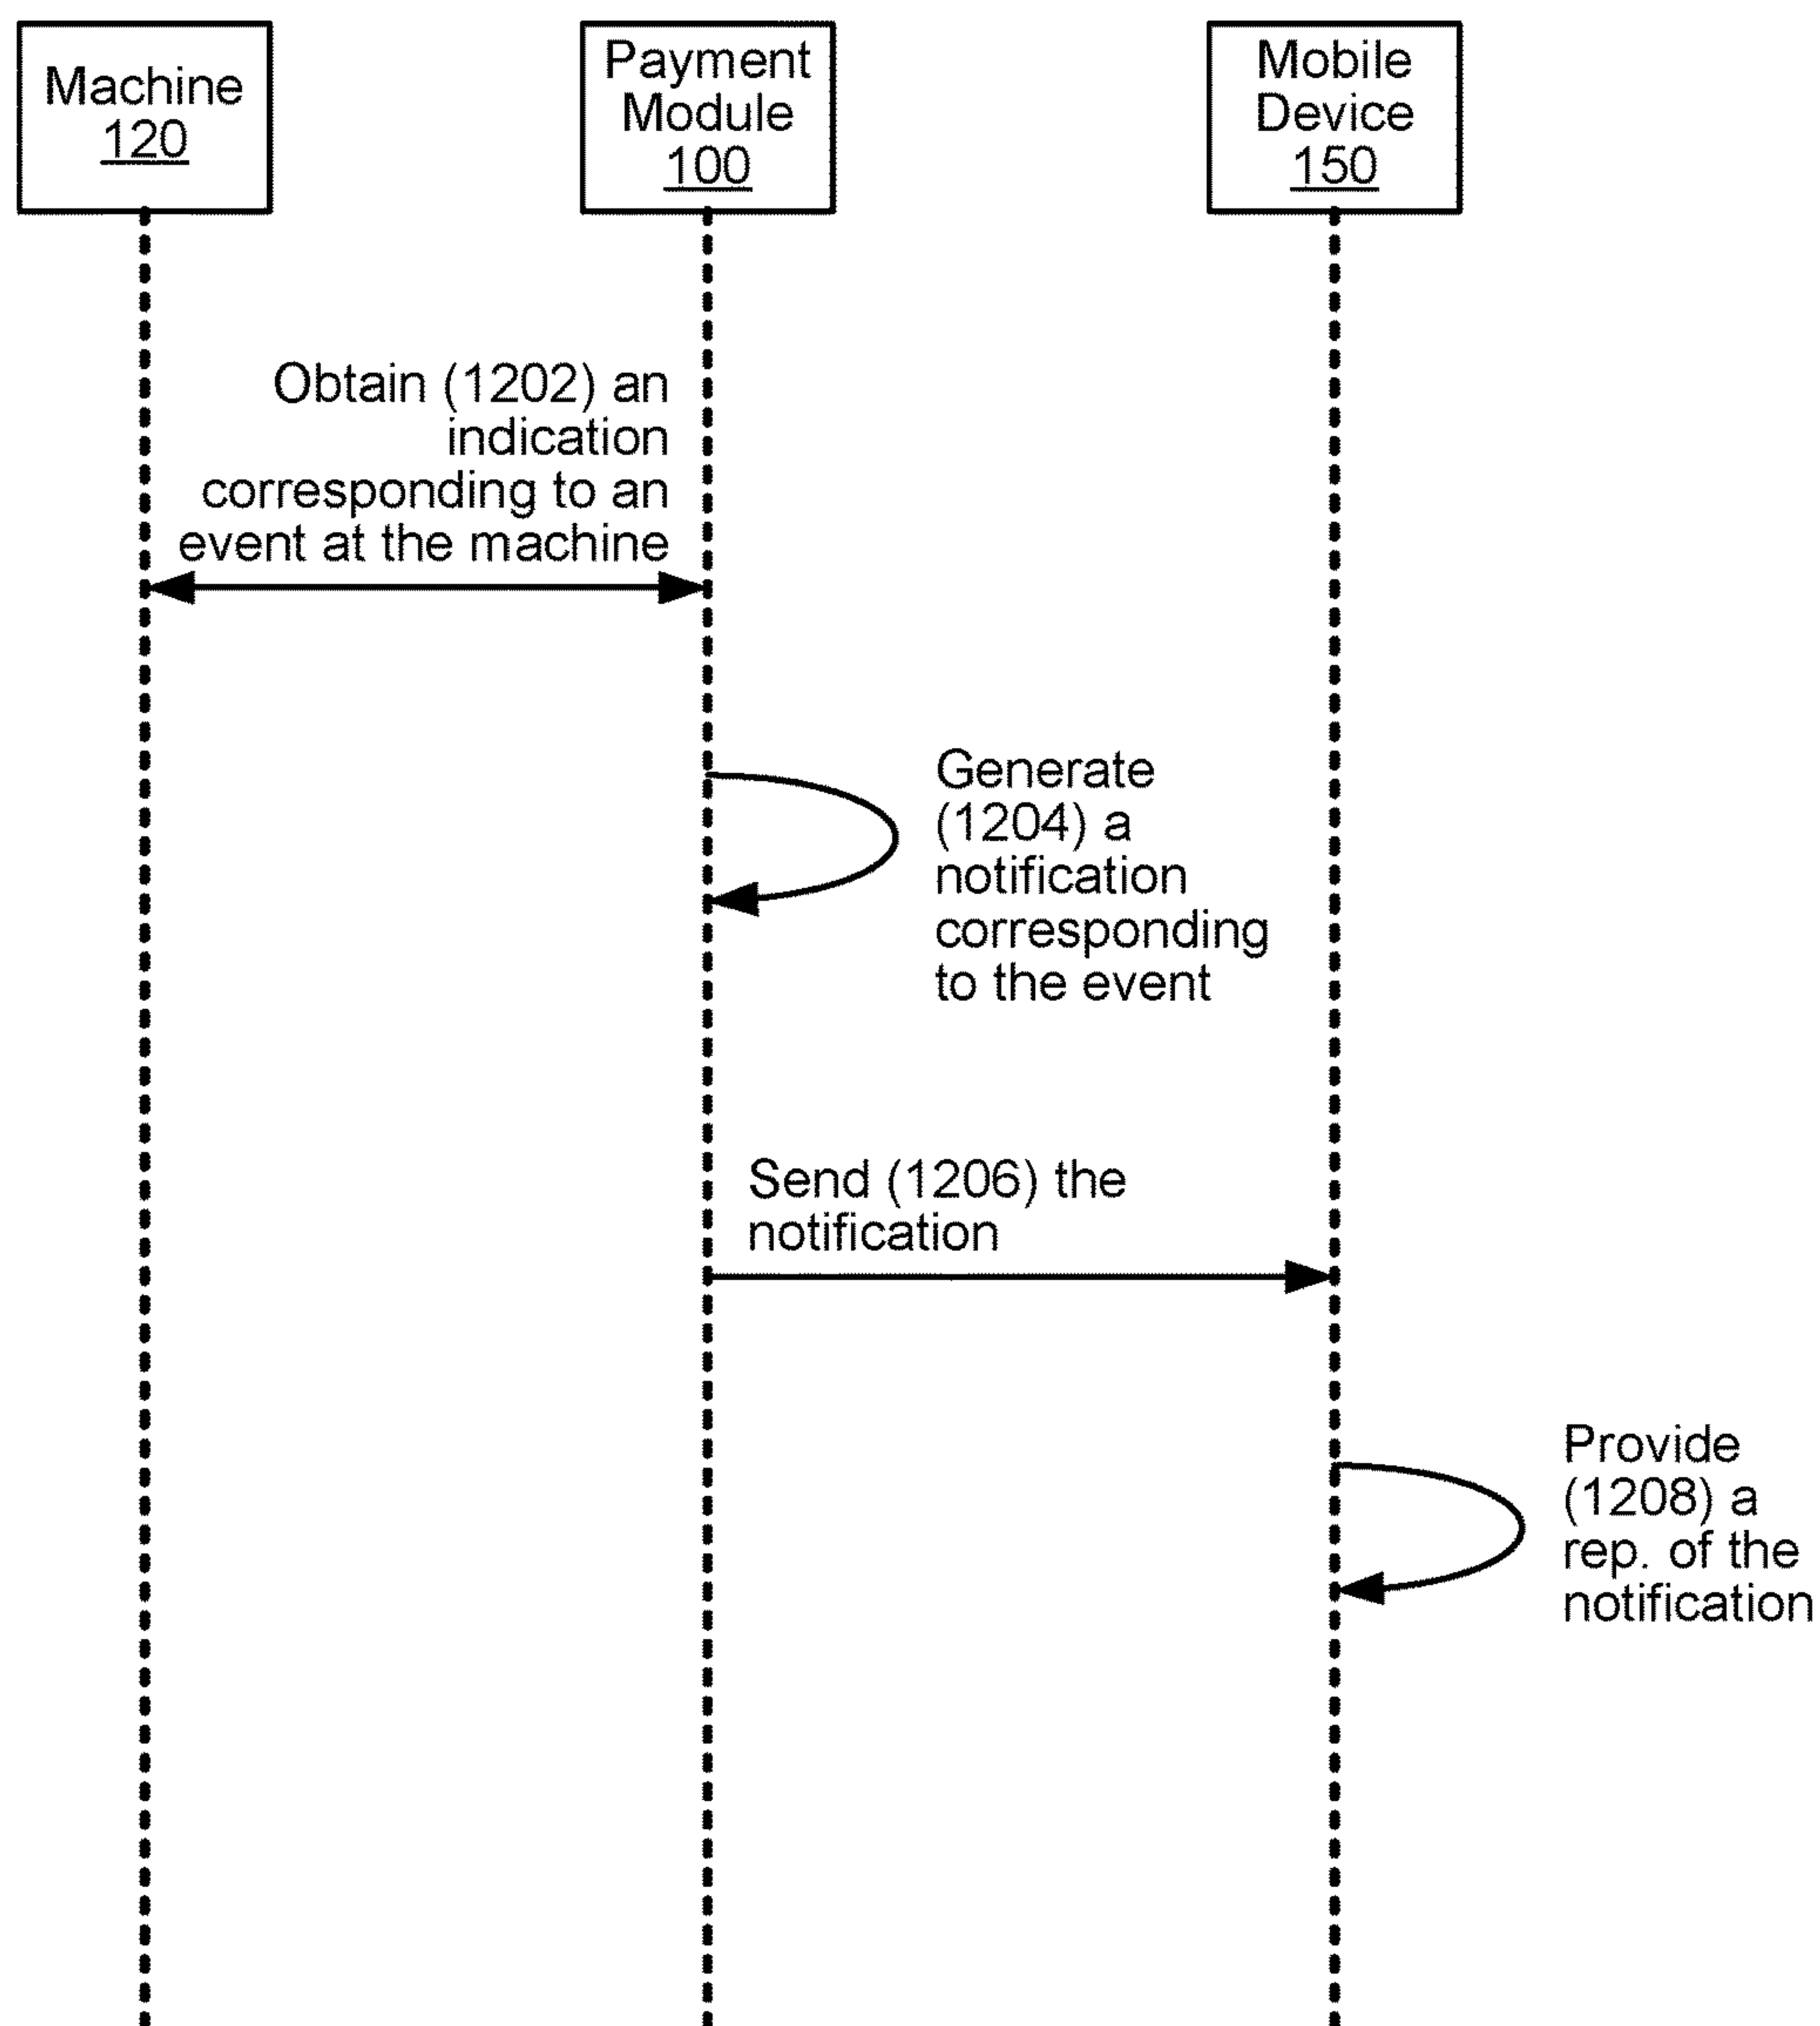 Machine
120
Payment
Module
100
Mobile
Device
150
Obtain (1202) an
indication
corresponding to an
event at the machine
Generate
(1204) a
notification
corresponding
to the event
Send (1206) the
notification
Provide
(1208) a
rep. of the
notification